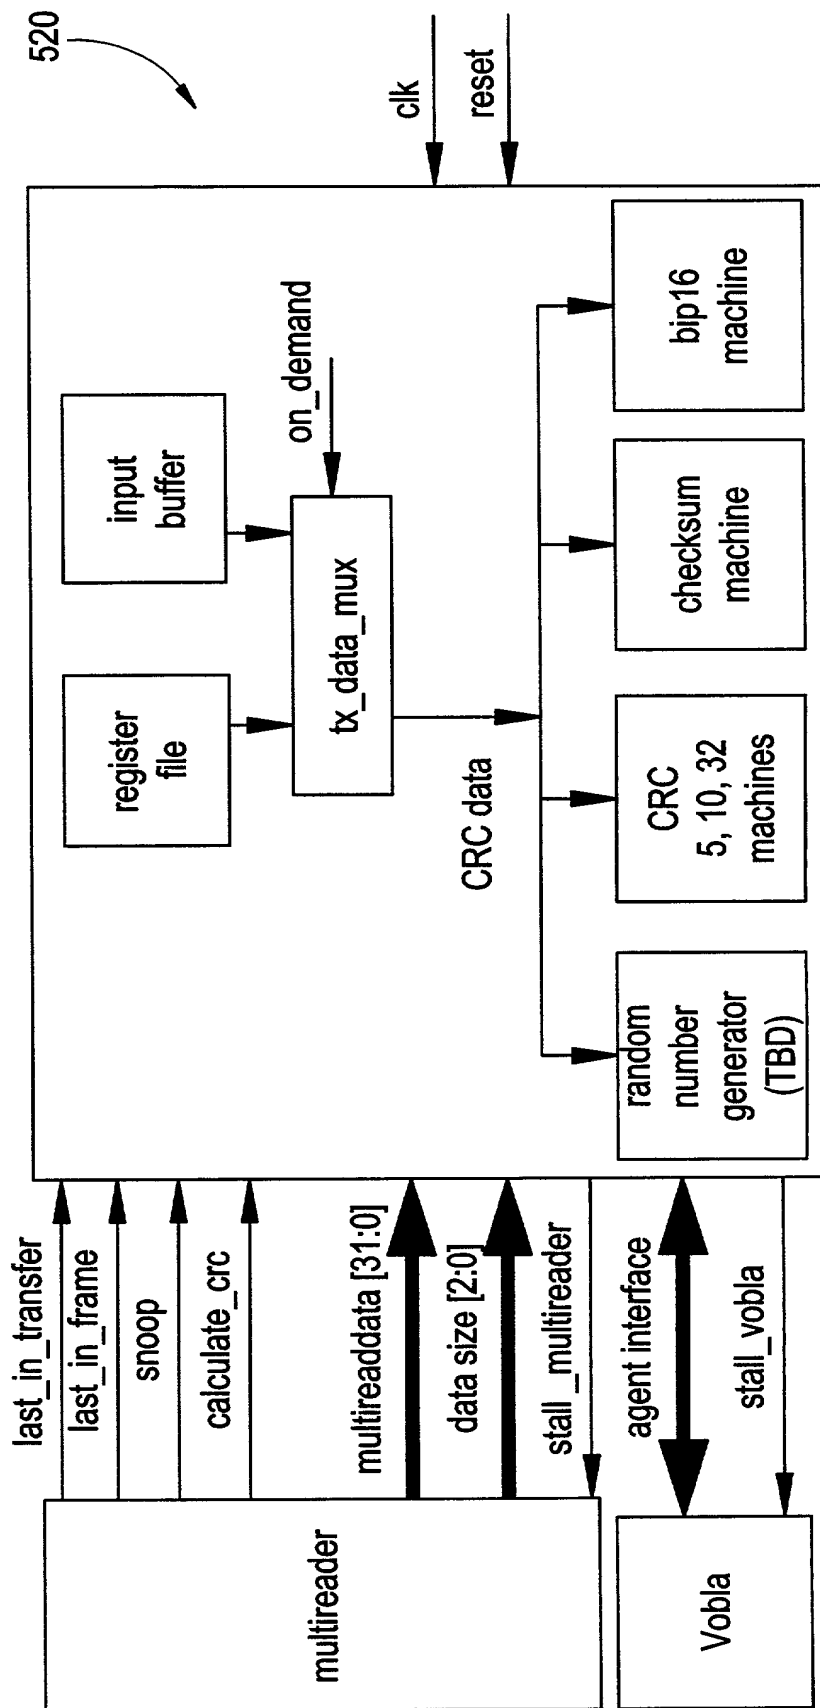 520
clk
reset
last_in_transfer
last_in_frame
snoop
calculate_crc
multireaddata [31:0]
data size [2:0]
stall_multireader
agent interface
stall_vobla
multireader
Vobla
register
file
input
buffer
tx_data_mux
on_demand
CRC data
random
number
generator
(TBD)
CRC
5, 10, 32
machines
checksum
machine
bip16
machine